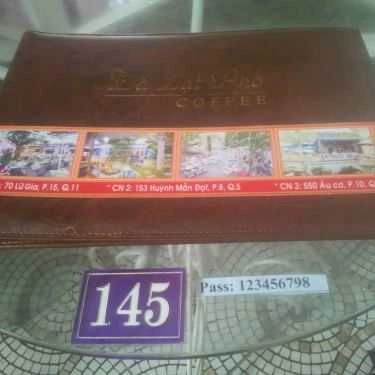 Phố
COFFEE
: 70 Lữ Gia, P.15, Q.11
* CN 2: 153 Huỳnh Mẫn Đạt, P.8, Q.5
* CN 3: 550 Âu cơ, P.10, Q
145
Pass: 123456798